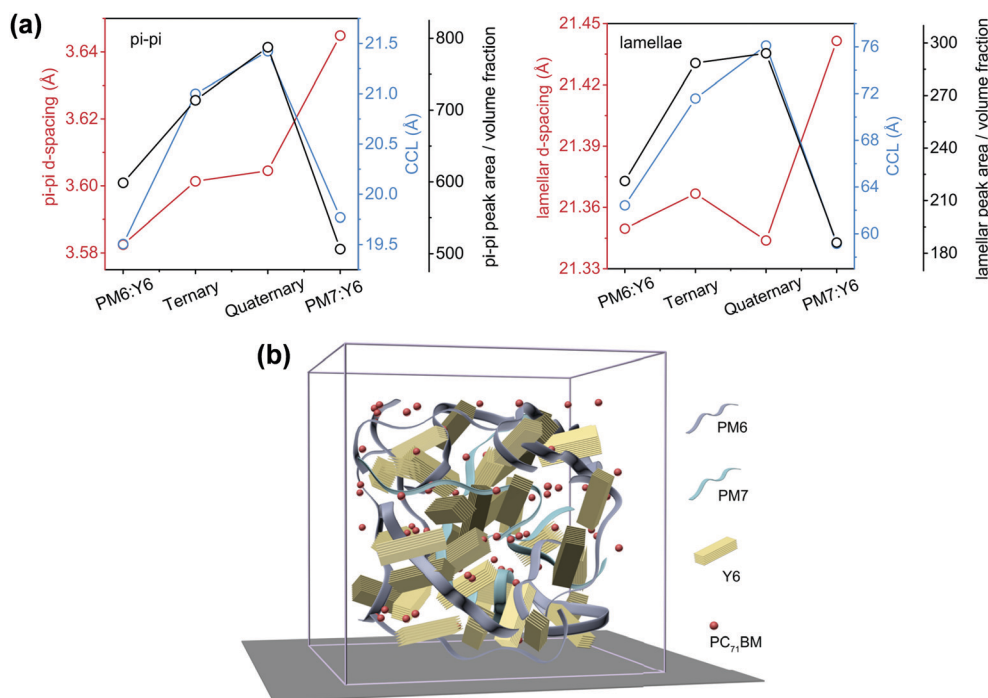 (a)
pi-pi
pi-pi d-spacing (Å)
3.64
3.62
3.60
3.58
21.5
21.0
20.5
20.0
19.5
CCL (Å)
800
700
600
500
pi-pi peak area / volume fraction
PM6:Y6
Ternary
Quaternary
PM7:Y6
lamellae
lamellar d-spacing (Å)
21.45
21.42
21.39
21.36
21.33
76
72
68
64
60
CCL (Å)
300
270
240
210
180
lamellar peak area / volume fraction
PM6:Y6
Ternary
Quaternary
PM7:Y6
(b)
PM6
PM7
Y6
PC₇₁BM